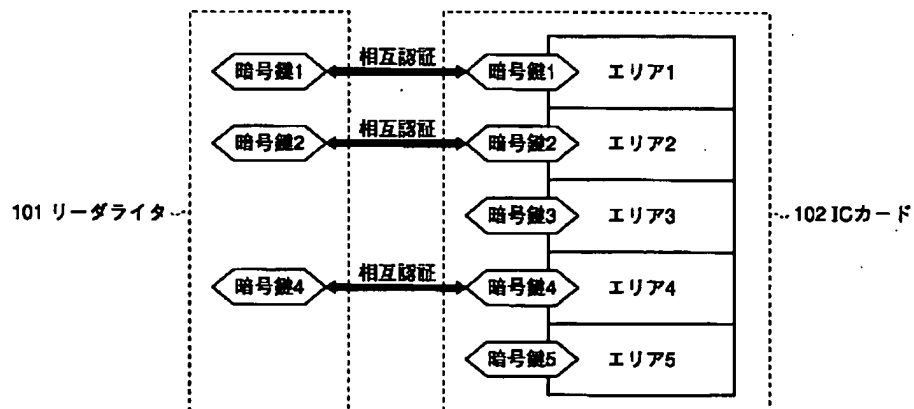 相互認証
暗号鍵1
暗号鍵1
エリア1
相互認証
暗号鍵2
暗号鍵2
エリア2
101 リーダライタ
暗号鍵3
エリア3
102 ICカード
相互認証
暗号鍵4
暗号鍵4
エリア4
暗号鍵5
エリア5